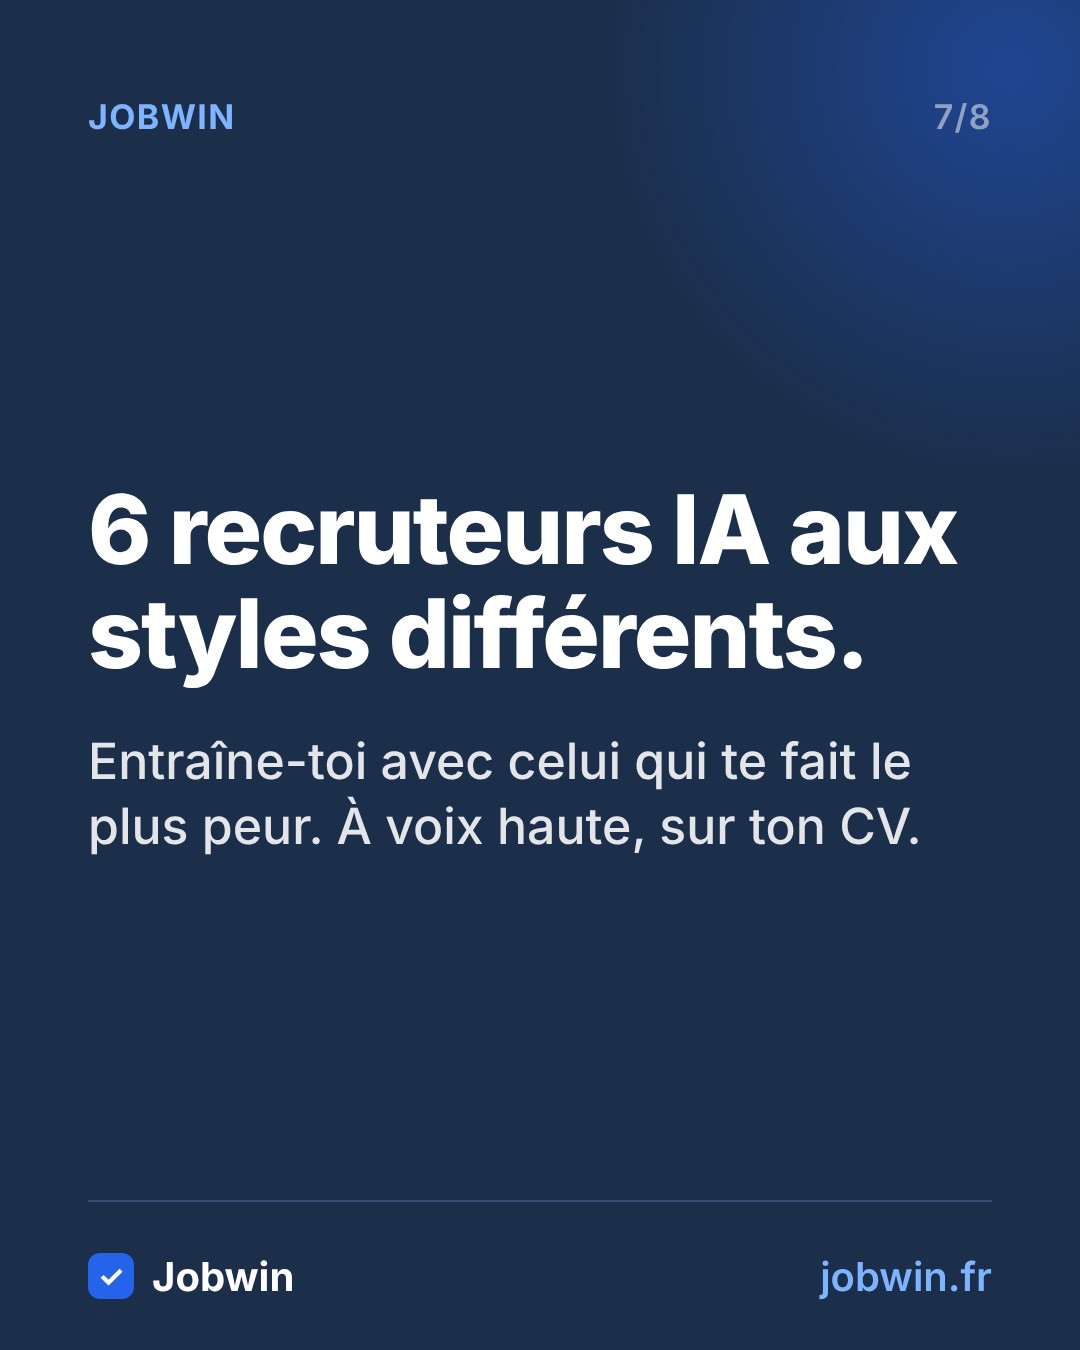 JOBWIN
7/8
6 recruteurs IA aux
styles différents.
Entraîne-toi avec celui qui te fait le
plus peur. À voix haute, sur ton CV.
Jobwin
jobwin.fr